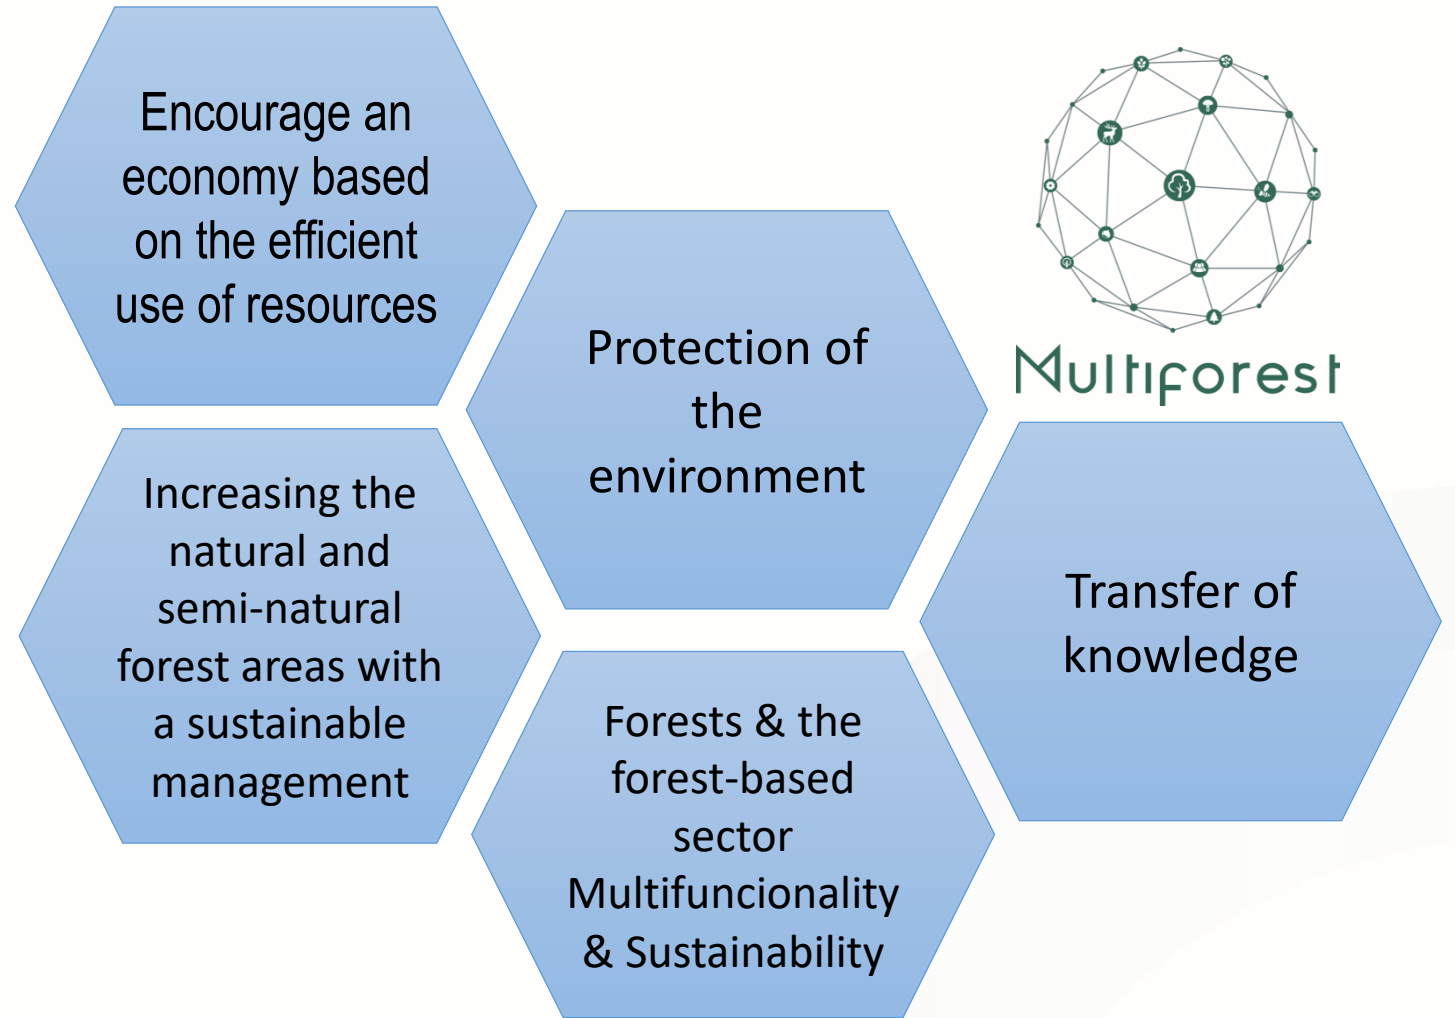 Encourage an
economy based
on the efficient
use of resources
Protection of
the
environment
Multiforest
Increasing the
natural and
semi-natural
forest areas with
a sustainable
management
Transfer of
knowledge
Forests & the
forest-based
sector
Multifuncionality
& Sustainability